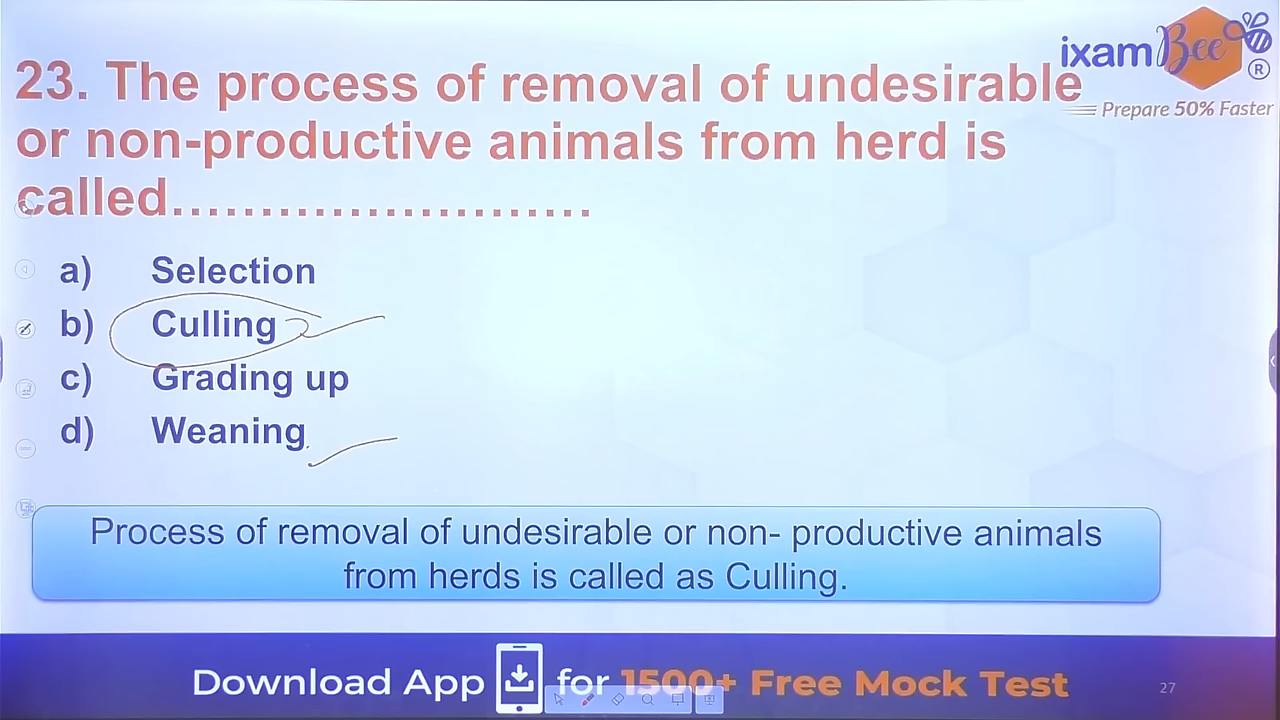 ixamBee ®
Prepare 50% Faster
23. The process of removal of undesirable
or non-productive animals from herd is
called........................
a) Selection
b) Culling
c) Grading up
d) Weaning
Process of removal of undesirable or non- productive animals
from herds is called as Culling.
Download App for 1500+ Free Mock Test
27